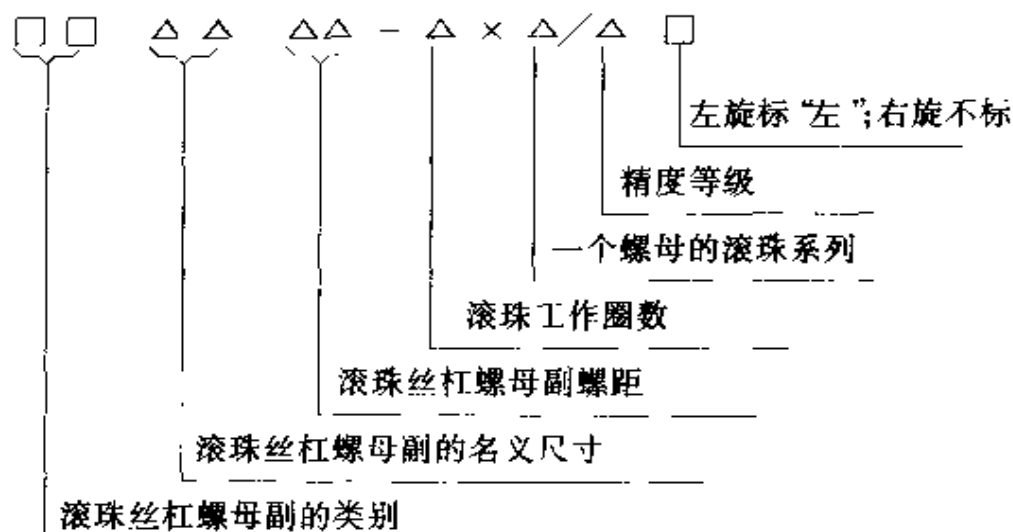 □□ △△ △△-△×△/△ □
左旋标“左”;右旋不标
精度等级
一个螺母的滚珠系列
滚珠工作圈数
滚珠丝杠螺母副螺距
滚珠丝杠螺母副的名义尺寸
滚珠丝杠螺母副的类别